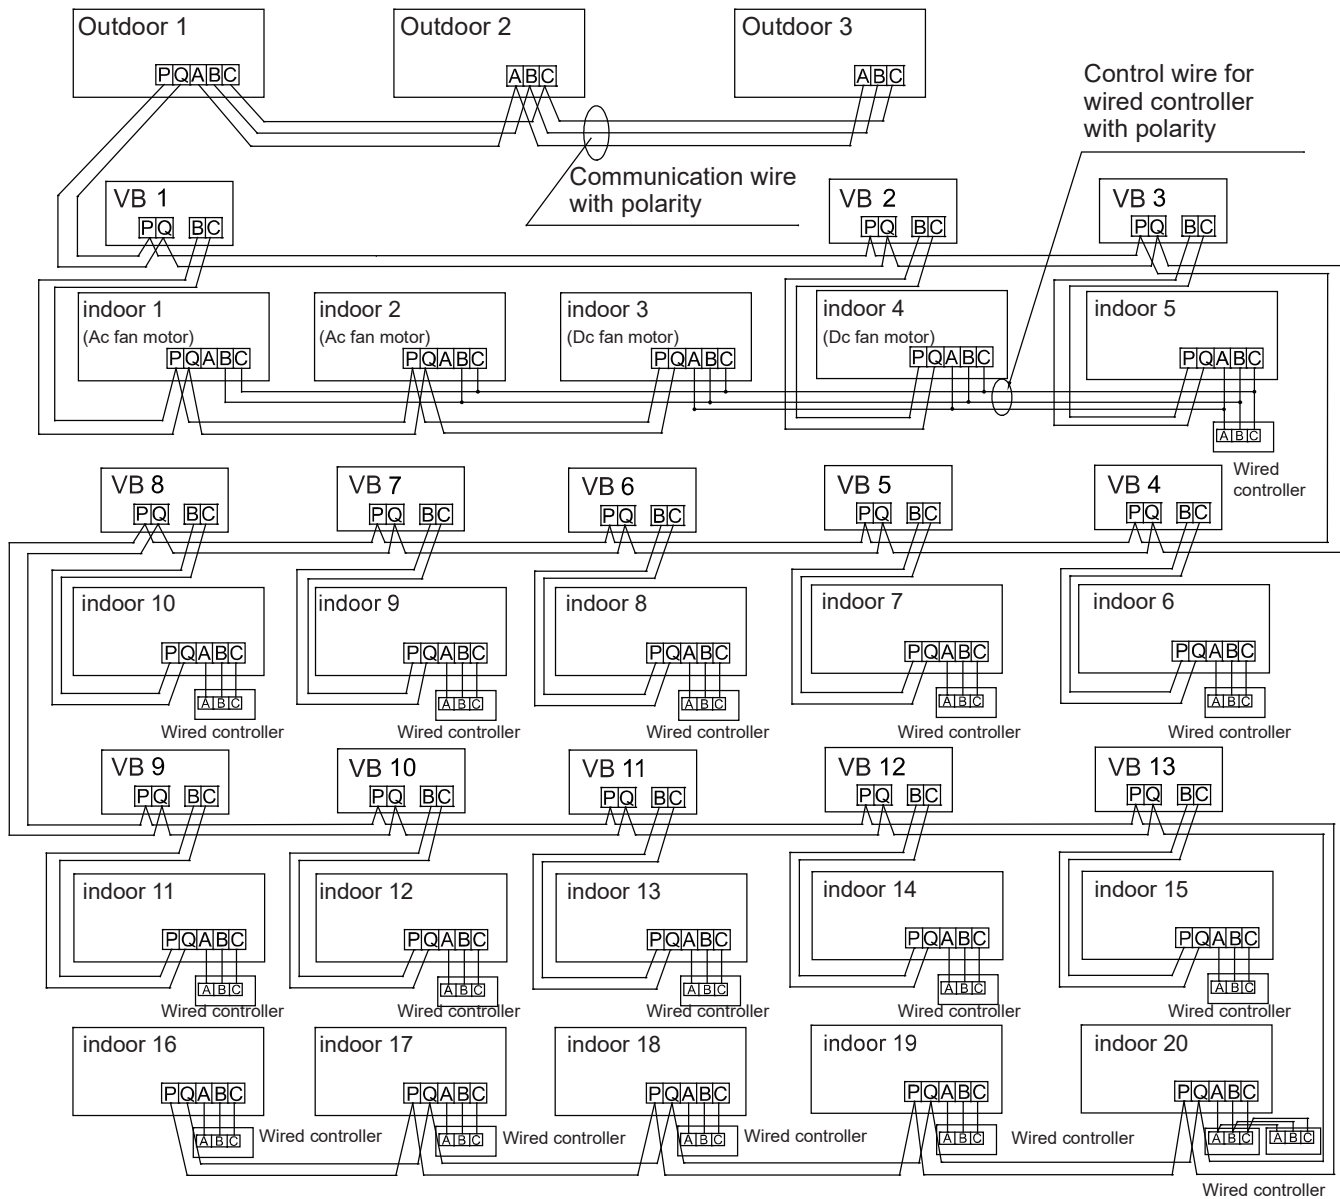 Outdoor 1
PQABC
Outdoor 2
ABC
Outdoor 3
ABC
Control wire for
wired controller
with polarity
Communication wire
with polarity
VB 1
PQ BC
VB 2
PQ BC
VB 3
PQ BC
indoor 1
(Ac fan motor)
PQABC
indoor 2
(Ac fan motor)
PQABC
indoor 3
(Dc fan motor)
PQABC
indoor 4
(Dc fan motor)
PQABC
indoor 5
PQABC
ABC
Wired
controller
VB 8
PQ BC
VB 7
PQ BC
VB 6
PQ BC
VB 5
PQ BC
VB 4
PQ BC
indoor 10
PQABC
ABC
Wired controller
indoor 9
PQABC
ABC
Wired controller
indoor 8
PQABC
ABC
Wired controller
indoor 7
PQABC
ABC
Wired controller
indoor 6
PQABC
ABC
Wired controller
VB 9
PQ BC
VB 10
PQ BC
VB 11
PQ BC
VB 12
PQ BC
VB 13
PQ BC
indoor 11
PQABC
ABC
Wired controller
indoor 12
PQABC
ABC
Wired controller
indoor 13
PQABC
ABC
Wired controller
indoor 14
PQABC
ABC
Wired controller
indoor 15
PQABC
ABC
Wired controller
indoor 16
PQABC
ABC
Wired controller
indoor 17
PQABC
ABC
Wired controller
indoor 18
PQABC
ABC
Wired controller
indoor 19
PQABC
ABC
Wired controller
indoor 20
PQABC
ABC ABC
Wired controller